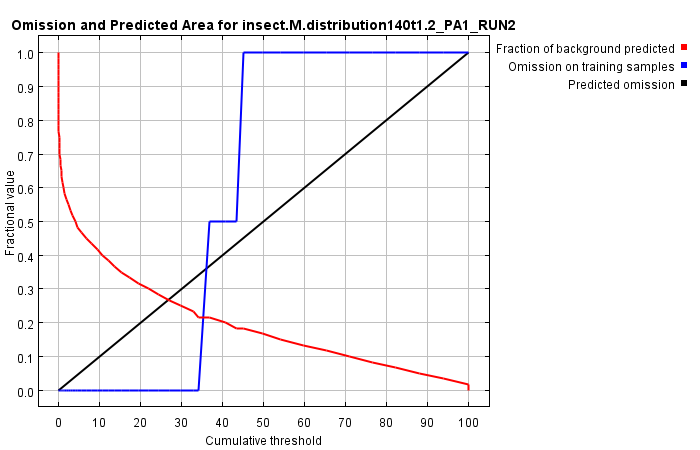 Omission and Predicted Area for insect.M.distribution140t1.2_PA1_RUN2
Fraction of background predicted
Omission on training samples
Predicted omission
Fractional value
1.0
0.9
0.8
0.7
0.6
0.5
0.4
0.3
0.2
0.1
0.0
0 10 20 30 40 50 60 70 80 90 100
Cumulative threshold